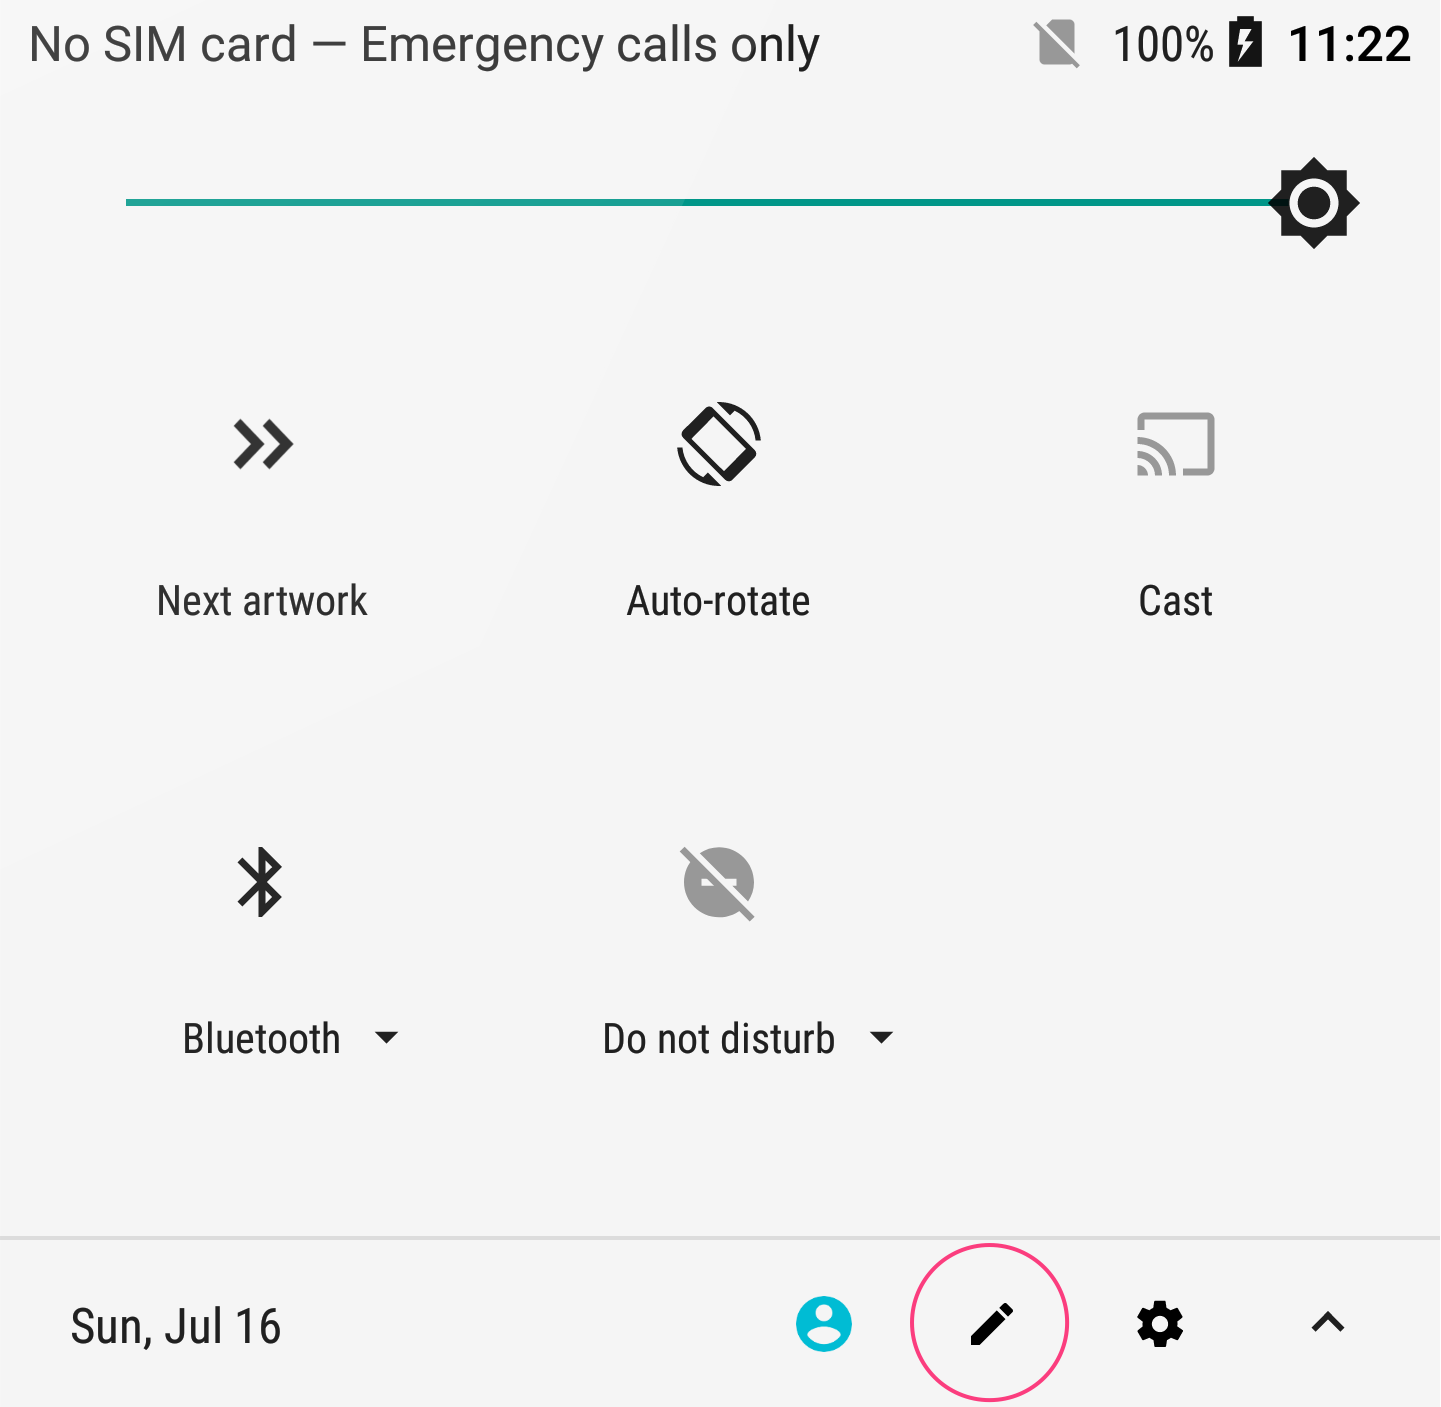 No SIM card — Emergency calls only 100% 11:22
Next artwork Auto-rotate Cast
Bluetooth Do not disturb
Sun, Jul 16